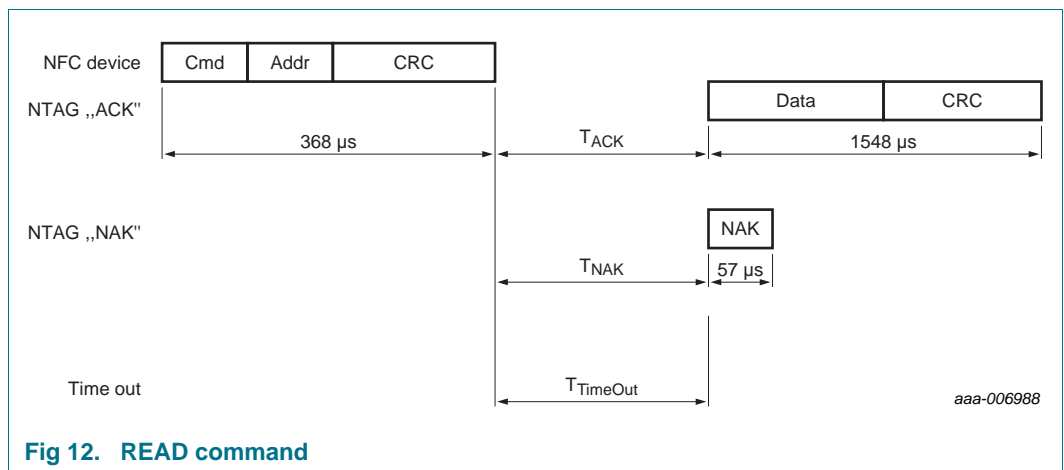 NFC device Cmd Addr CRC
NTAG ,,ACK" Data CRC
368 µs TACK 1548 µs
NTAG ,,NAK" NAK
TNAK 57 µs
Time out TTimeOut
aaa-006988
Fig 12. READ command